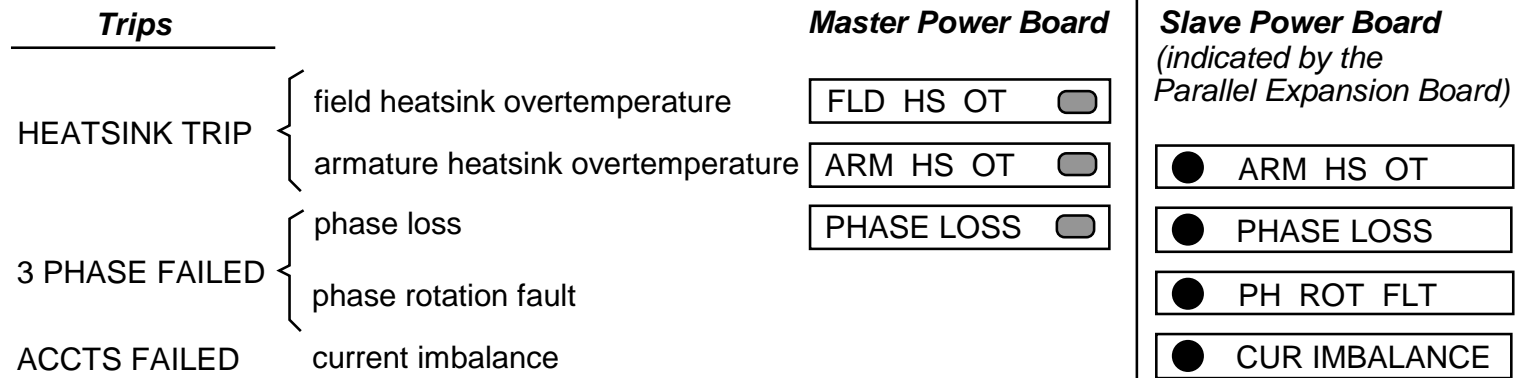 Trips
Master Power Board
Slave Power Board
(indicated by the
Parallel Expansion Board)
HEATSINK TRIP
field heatsink overtemperature
FLD HS OT
armature heatsink overtemperature
ARM HS OT
ARM HS OT
3 PHASE FAILED
phase loss
PHASE LOSS
PHASE LOSS
phase rotation fault
PH ROT FLT
ACCTS FAILED
current imbalance
CUR IMBALANCE